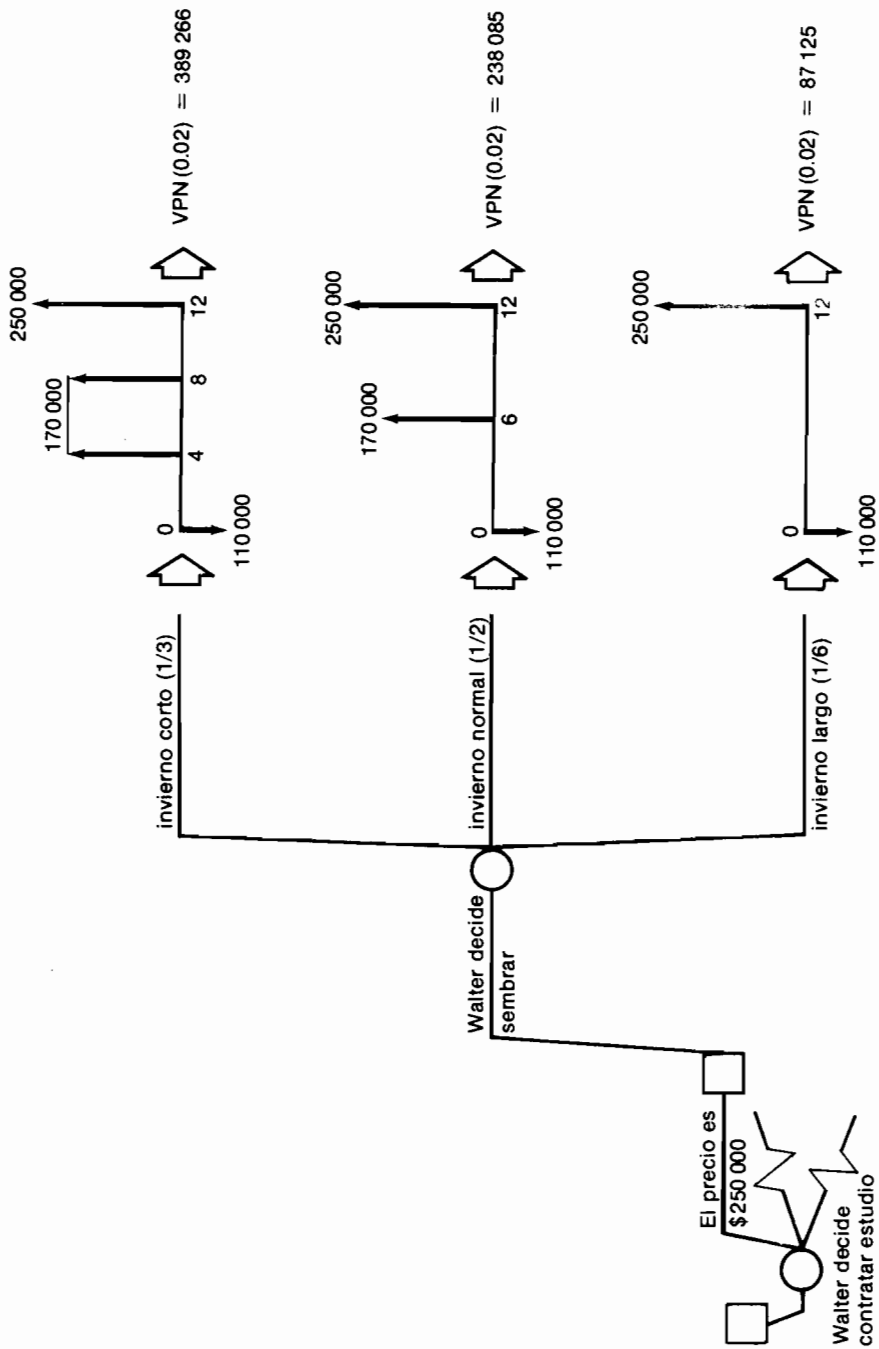 Walter decide
contratar estudio
El precio es
$250 000
Walter decide
sembrar
invierno corto (1/3)
0
110 000
4
8
170 000
12
250 000
VPN (0.02) = 389 266
invierno normal (1/2)
0
110 000
6
170 000
12
250 000
VPN (0.02) = 238 085
invierno largo (1/6)
0
110 000
12
250 000
VPN (0.02) = 87 125